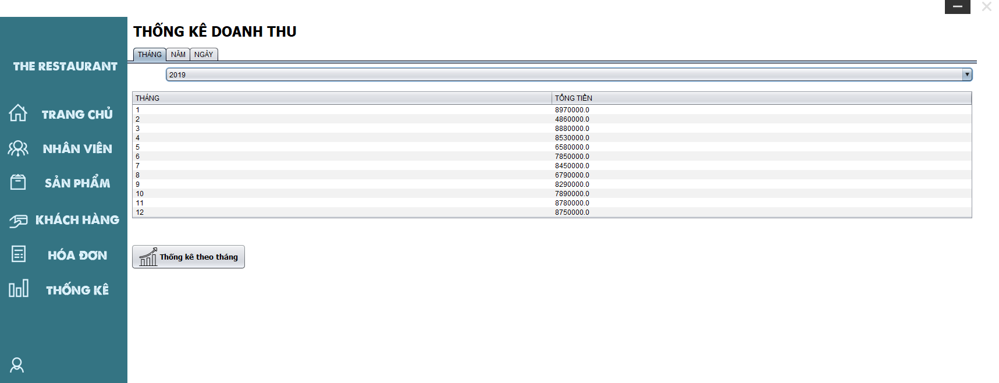 THE RESTAURANT
TRANG CHỦ
NHÂN VIÊN
SẢN PHẨM
KHÁCH HÀNG
HÓA ĐƠN
THỐNG KÊ
THỐNG KÊ DOANH THU
THÁNG NĂM NGÀY
2019
THÁNG TỔNG TIỀN
1 8970000.0
2 4860000.0
3 8880000.0
4 8530000.0
5 6580000.0
6 7850000.0
7 8450000.0
8 6790000.0
9 8290000.0
10 7890000.0
11 8780000.0
12 8750000.0
Thống kê theo tháng